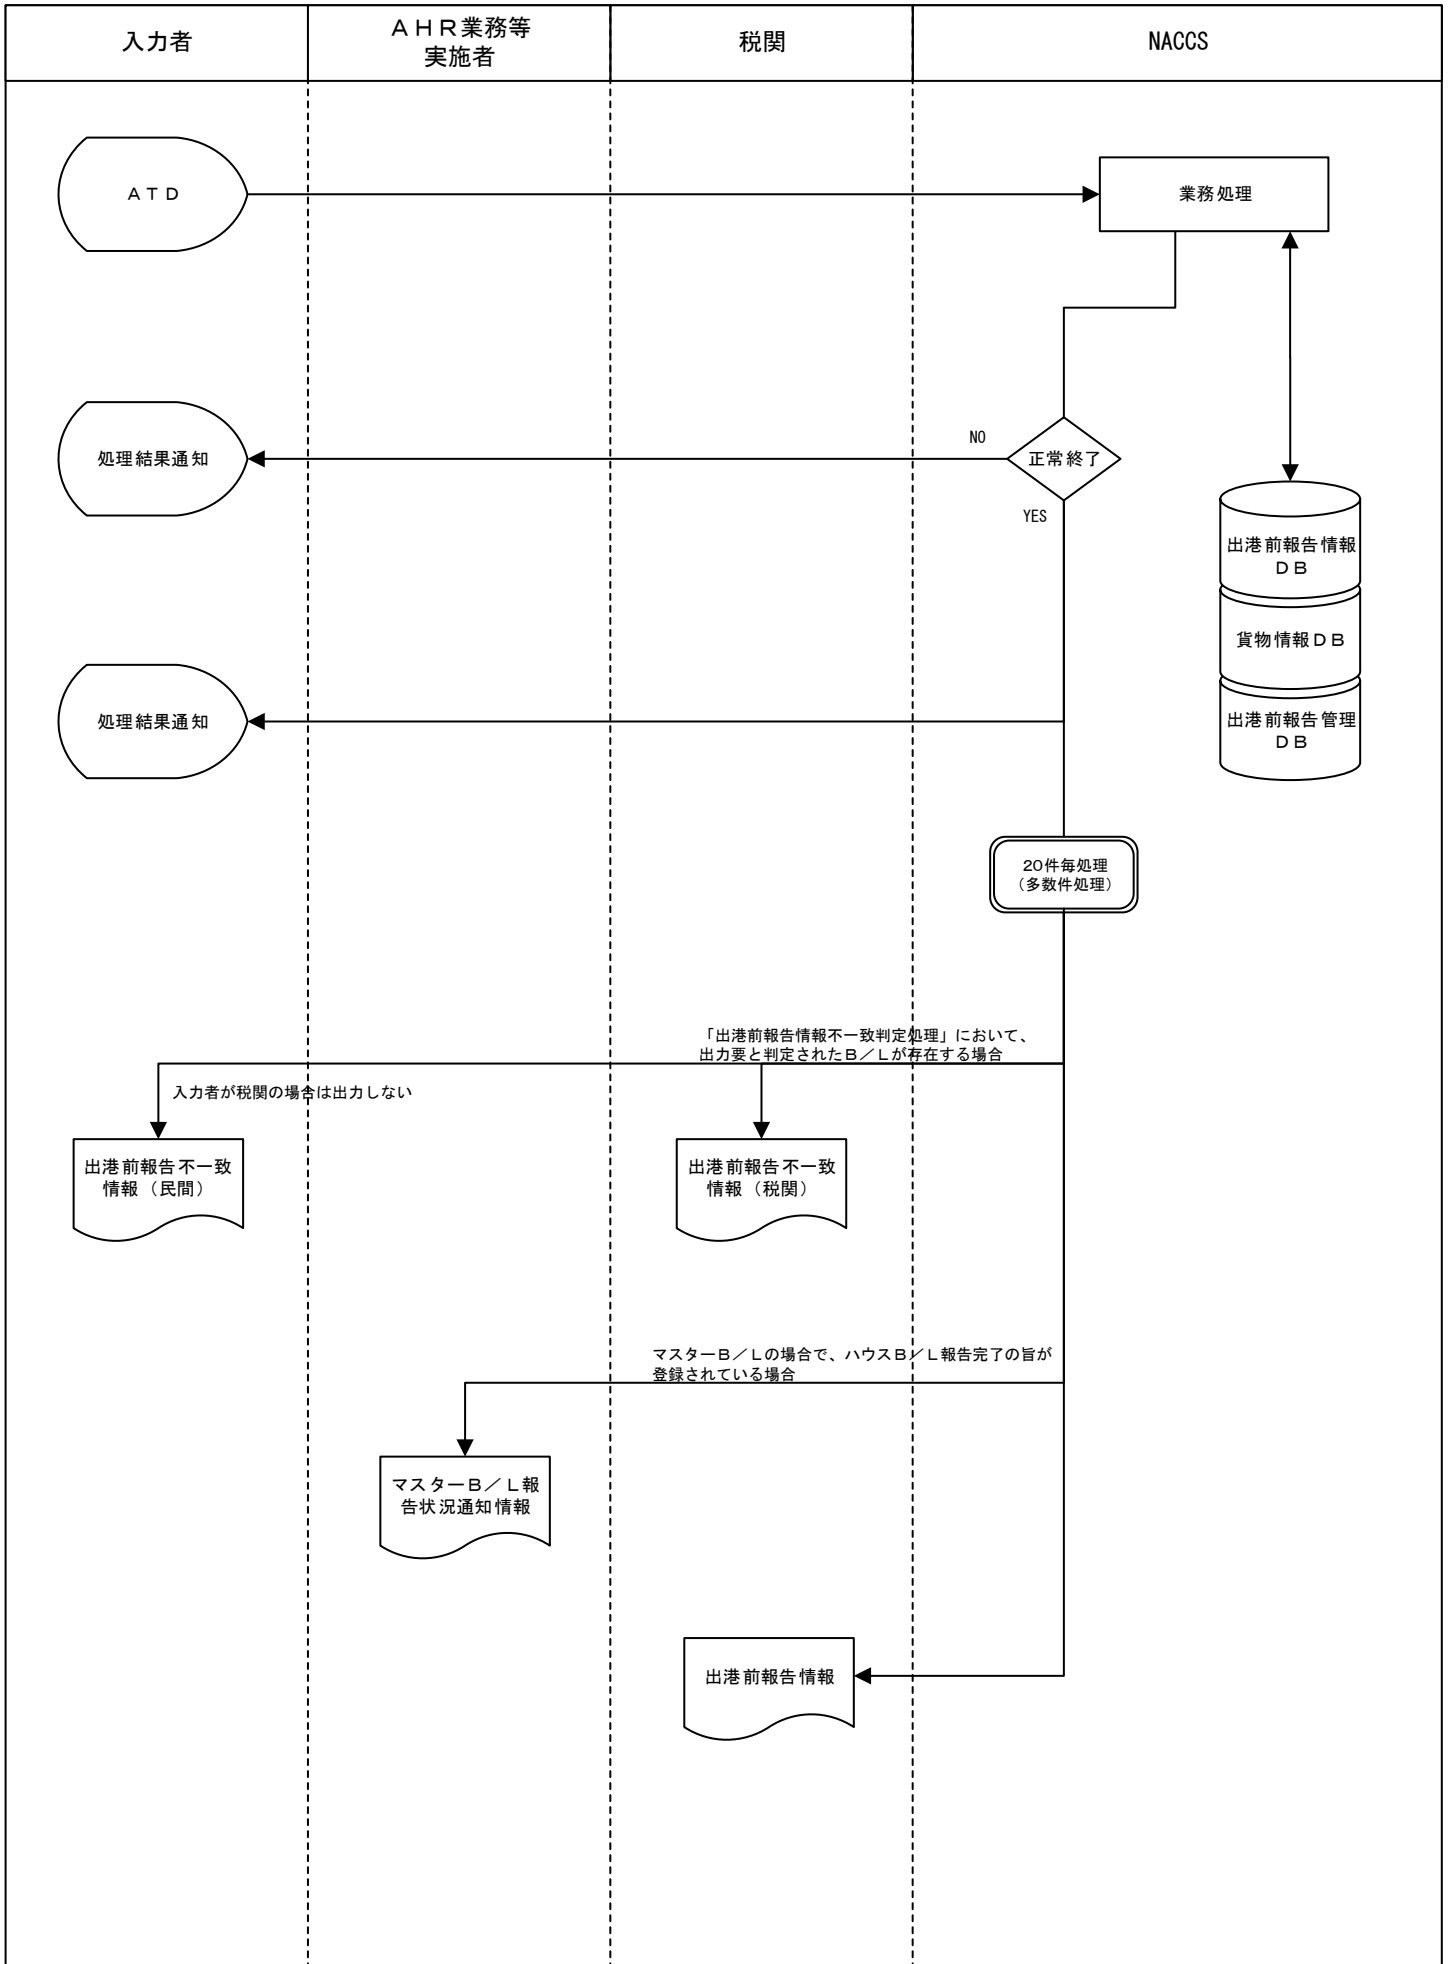 入力者
ＡＨＲ業務等
実施者
税関
NACCS
ＡＴＤ
業務処理
処理結果通知
NO
正常終了
YES
出港前報告情報
ＤＢ
貨物情報ＤＢ
処理結果通知
出港前報告管理
ＤＢ
20件毎処理
（多数件処理）
「出港前報告情報不一致判定処理」において、
出力要と判定されたＢ／Ｌが存在する場合
入力者が税関の場合は出力しない
出港前報告不一致
情報（民間）
出港前報告不一致
情報（税関）
マスターＢ／Ｌの場合で、ハウスＢ／Ｌ報告完了の旨が
登録されている場合
マスターＢ／Ｌ報
告状況通知情報
出港前報告情報